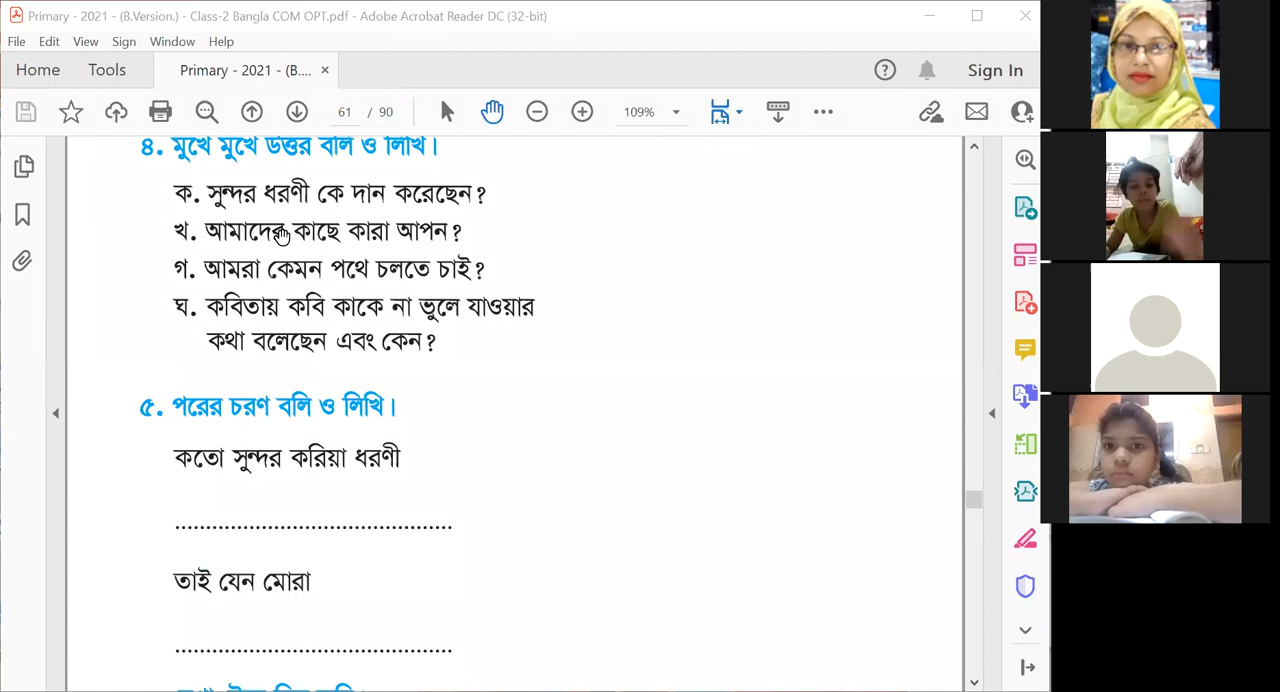 Primary - 2021 - (B.Version.) - Class-2 Bangla COM OPT.pdf - Adobe Acrobat Reader DC (32-bit)
File Edit View Sign Window Help
Home Tools Primary - 2021 - (B.... × Sign In
61 / 90 109%
৪. মুখে মুখে উত্তর বলি ও লিখি।
ক. সুন্দর ধরণী কে দান করেছেন?
খ. আমাদের কাছে কারা আপন?
গ. আমরা কেমন পথে চলতে চাই?
ঘ. কবিতায় কবি কাকে না ভুলে যাওয়ার
কথা বলেছেন এবং কেন?
৫. পরের চরণ বলি ও লিখি।
কতো সুন্দর করিয়া ধরণী
.............................................
তাই যেন মোরা
.............................................